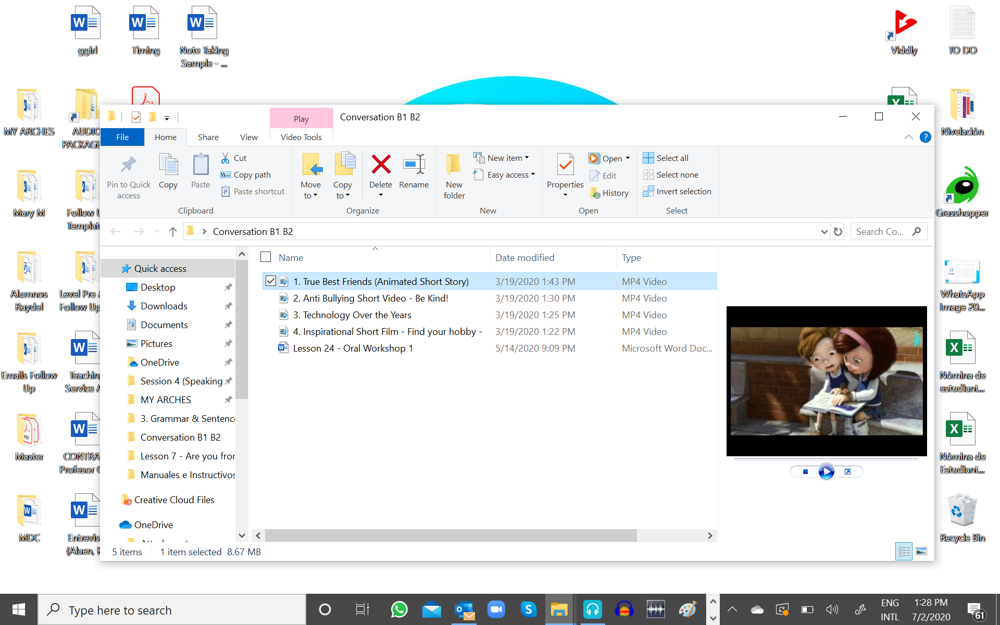 ggirl
Timing
Note Taking
Sample - ...
Viddly
TO DO
MY ARCHES
AUDIO
PACKAGE
Nivelación
Mary M
Follow U
Templat
Grasshopper
Alumnos
Raydel
Level Pre A
Follow Up
WhatsApp
Image 20...
Emails Follow
Up
Teaching
Service A
Nómina de
estudiant...
Master
CONTRA
Profesor
Nómina de
Estudiant...
MDC
Entrevis
(Alaen, K
Recycle Bin
Play
Conversation B1 B2
File
Home
Share
View
Video Tools
Pin to Quick
access
Copy
Paste
Cut
Copy path
Paste shortcut
Clipboard
Move
to
Copy
to
Delete
Rename
Organize
New
folder
New item
Easy access
New
Properties
Open
Edit
History
Open
Select all
Select none
Invert selection
Select
Conversation B1 B2
Search Co...
Quick access
Desktop
Downloads
Documents
Pictures
OneDrive
Session 4 (Speaking
MY ARCHES
3. Grammar & Sentenc
Conversation B1 B2
Lesson 7 - Are you fror
Manuales e Instructivos
Creative Cloud Files
OneDrive
Name Date modified Type
1. True Best Friends (Animated Short Story) 3/19/2020 1:43 PM MP4 Video
2. Anti Bullying Short Video - Be Kind! 3/19/2020 1:30 PM MP4 Video
3. Technology Over the Years 3/19/2020 1:25 PM MP4 Video
4. Inspirational Short Film - Find your hobby - 3/19/2020 1:22 PM MP4 Video
Lesson 24 - Oral Workshop 1 5/14/2020 9:09 PM Microsoft Word Doc...
5 items 1 item selected 8.67 MB
Type here to search
ENG
INTL
1:28 PM
7/2/2020
61